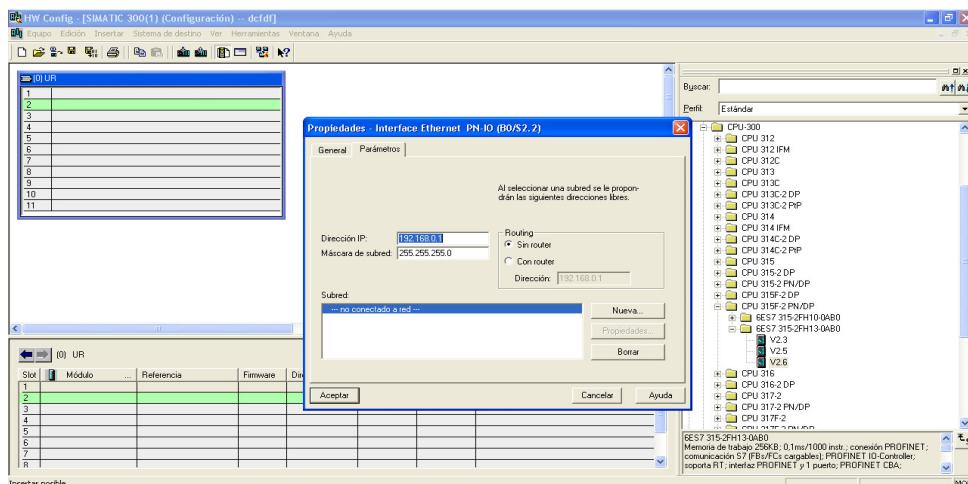 HW Config - [SIMATIC 300(1) (Configuración) -- dcfdf]
Equipo Edición Insertar Sistema de destino Ver Herramientas Ventana Ayuda
(0) UR
1
2
3
4
5
6
7
8
9
10
11
Propiedades - Interface Ethernet PN-IO (B0/S2.2)
General Parámetros
Al seleccionar una subred se le propon-
drán las siguientes direcciones libres.
Dirección IP: 192.168.0.1
Máscara de subred: 255.255.255.0
Routing
Sin router
Con router
Dirección: 192.168.0.1
Subred:
--- no conectado a red ---
Nueva...
Propiedades...
Borrar
Aceptar Cancelar Ayuda
Buscar:
Perfil: Estándar
CPU-300
CPU 312
CPU 312 IFM
CPU 312C
CPU 313
CPU 313C
CPU 313C-2 DP
CPU 313C-2 PtP
CPU 314
CPU 314 IFM
CPU 314C-2 DP
CPU 314C-2 PtP
CPU 315
CPU 315-2 DP
CPU 315-2 PN/DP
CPU 315F-2 DP
CPU 315F-2 PN/DP
6ES7 315-2FH10-0AB0
6ES7 315-2FH13-0AB0
V2.3
V2.5
V2.6
CPU 316
CPU 316-2 DP
CPU 317-2
CPU 317-2 PN/DP
CPU 317F-2
CPU 317F-2 PN/DP
(0) UR
Slot Módulo ... Referencia Firmware
1
2
3
4
5
6
7
8
6ES7 315-2FH13-0AB0
Memoria de trabajo 256KB; 0,1ms/1000 instr.; conexión PROFINET;
comunicación S7 (FBs/FCs cargables); PROFINET IO-Controller;
soporta RT; interfaz PROFINET y 1 puerto; PROFINET CBA;
Insertar posible